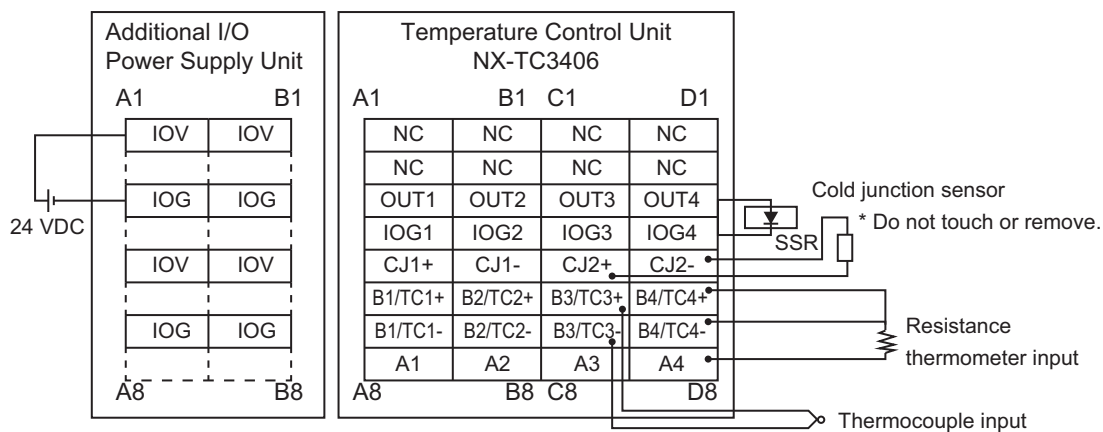 Additional I/O
Power Supply Unit
A1 B1
IOV IOV
IOG IOG
IOV IOV
IOG IOG
A8 B8
24 VDC
Temperature Control Unit
NX-TC3406
A1 B1 C1 D1
NC NC NC NC
NC NC NC NC
OUT1 OUT2 OUT3 OUT4
IOG1 IOG2 IOG3 IOG4
CJ1+ CJ1- CJ2+ CJ2-
B1/TC1+ B2/TC2+ B3/TC3+ B4/TC4+
B1/TC1- B2/TC2- B3/TC3- B4/TC4-
A1 A2 A3 A4
A8 B8 C8 D8
SSR
Cold junction sensor
* Do not touch or remove.
Resistance
thermometer input
Thermocouple input